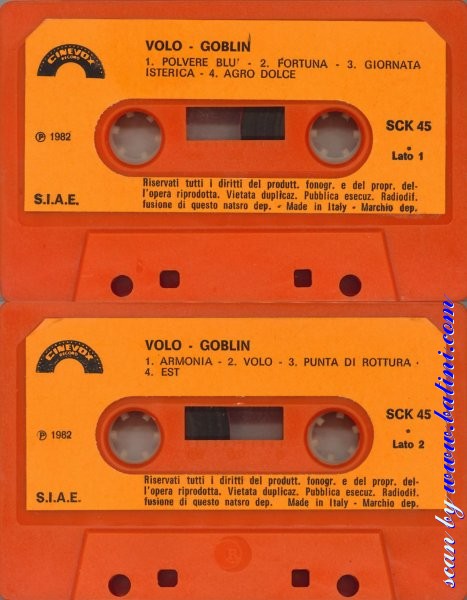 VOLO - GOBLIN
CINEVOX
RECORD
1. POLVERE BLU' - 2. FORTUNA - 3. GIORNATA
ISTERICA - 4. AGRO DOLCE
Ⓟ 1982
SCK 45
Lato 1
S.I.A.E.
Riservati tutti i diritti del produtt. fonogr. e del propr. del-
l'opera riprodotta. Vietata duplicaz. Pubblica esecuz. Radiodif.
fusione di questo natsro dep. - Made in Italy - Marchio dep.
VOLO - GOBLIN
CINEVOX
RECORD
1. ARMONIA - 2. VOLO - 3. PUNTA DI ROTTURA -
4. EST
Ⓟ 1982
SCK 45
Lato 2
S.I.A.E.
Riservati tutti i diritti del produtt. fonogr. e del propr. del-
l'opera riprodotta. Vietata duplicaz. Pubblica esecuz. Radiodif.
fusione di questo natsro dep. Made in Italy - Marchio dep.
scan by www.batini.com